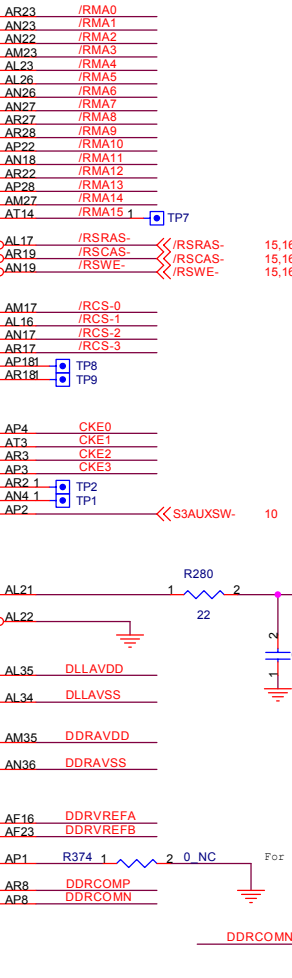 AR23 /RMA0
AN23 /RMA1
AN22 /RMA2
AM23 /RMA3
AL23 /RMA4
AL26 /RMA5
AN26 /RMA6
AN27 /RMA7
AR27 /RMA8
AR28 /RMA9
AP22 /RMA10
AN18 /RMA11
AR22 /RMA12
AP28 /RMA13
AM27 /RMA14
AT14 /RMA15 1 TP7
AL17 /RSRAS- /RSRAS- 15,16
AR19 /RSCAS- /RSCAS- 15,16
AN19 /RSWE- /RSWE- 15,16
AM17 /RCS-0
AL16 /RCS-1
AN17 /RCS-2
AR17 /RCS-3
AP18 1 TP8
AR18 1 TP9
AP4 CKE0
AT3 CKE1
AR3 CKE2
AP3 CKE3
AR2 1 TP2
AN4 1 TP1
AP2 S3AUXSW- 10
R280
AL21 1 2
22
AL22
2
1
AL35 DLLAVDD
AL34 DLLAVSS
AM35 DDRAVDD
AN36 DDRAVSS
AF16 DDRVREFA
AF23 DDRVREFB
AP1 R374 1 2 0_NC For
AR8 DDRCOMP
AP8 DDRCOMN
DDRCOMN